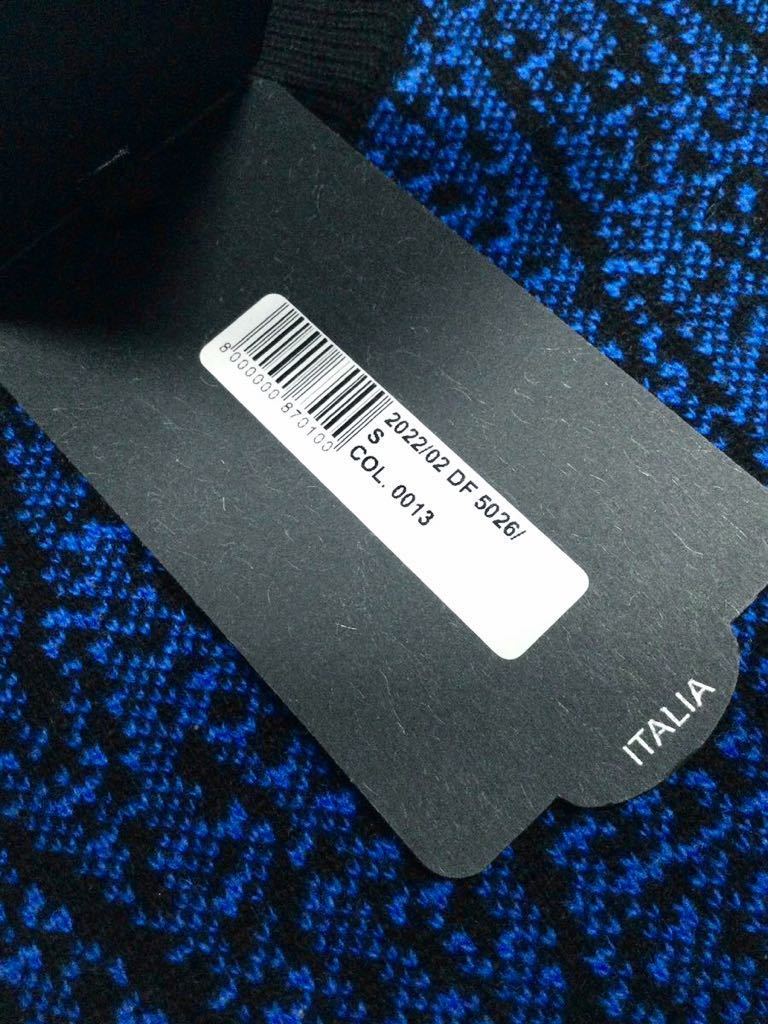 8 000000 870100
2022/02 DF 5026/
S
COL. 0013
ITALIA